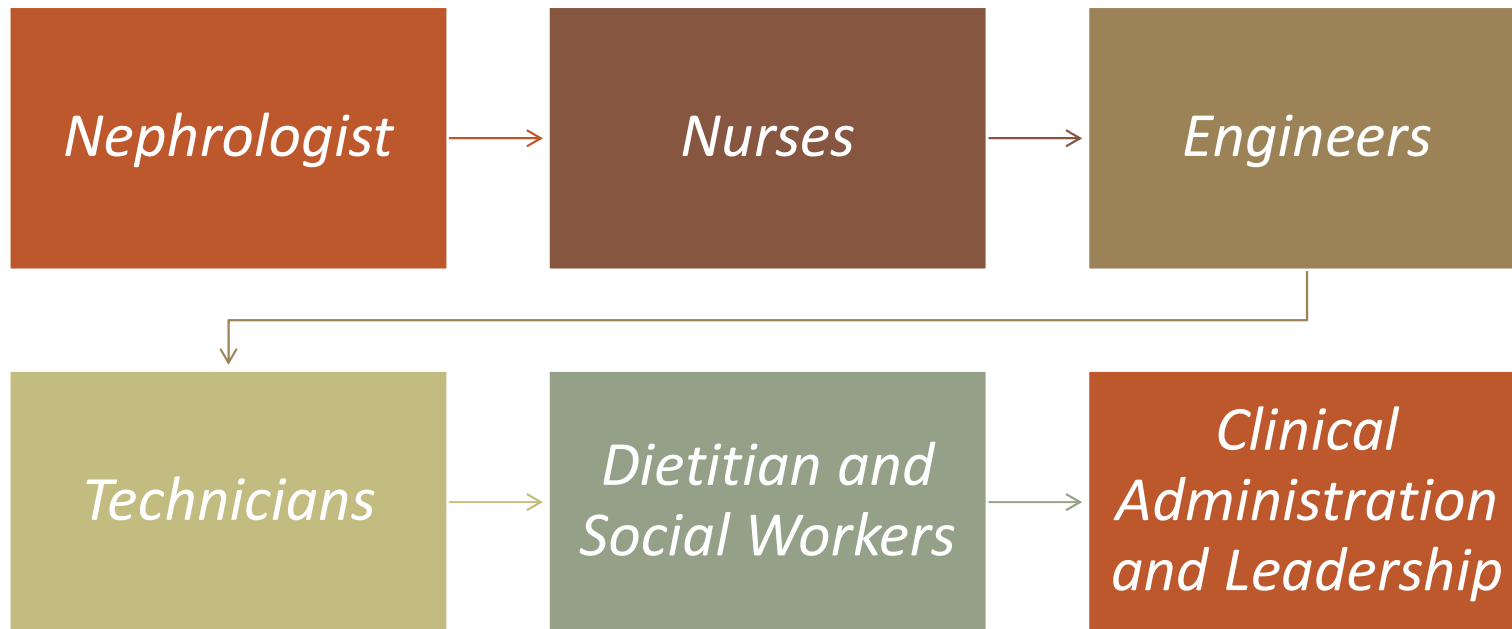 Nephrologist
Nurses
Engineers
Technicians
Dietitian and
Social Workers
Clinical
Administration
and Leadership